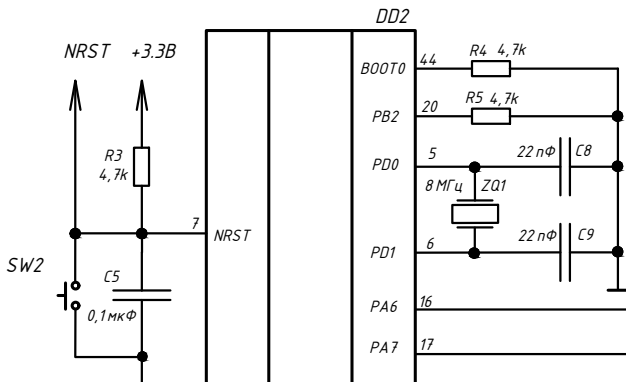 DD2
NRST +3.3В
BOOT0 44 R4 4,7k
PB2 20 R5 4,7k
R3
4,7k
PD0 5 22 пФ C8
8 МГц ZQ1
7 NRST
PD1 6 22 пФ C9
SW2
C5
0,1 мкФ
PA6 16
PA7 17